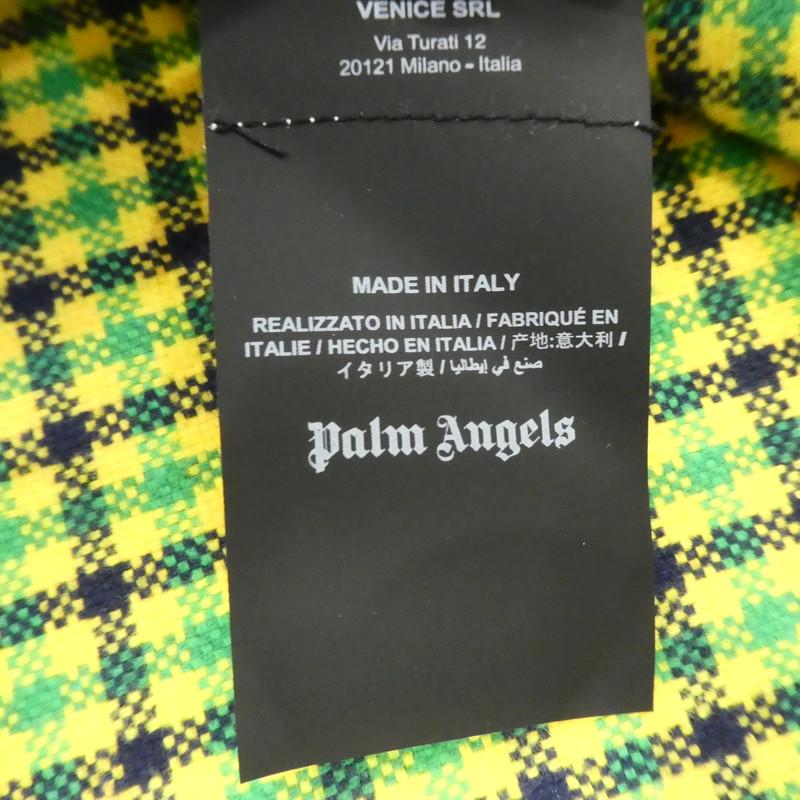 VENICE SRL
Via Turati 12
20121 Milano - Italia
MADE IN ITALY
REALIZZATO IN ITALIA / FABRIQUÉ EN
ITALIE / HECHO EN ITALIA / 产地:意大利 /
イタリア製 / صنع في إيطاليا
Palm Angels